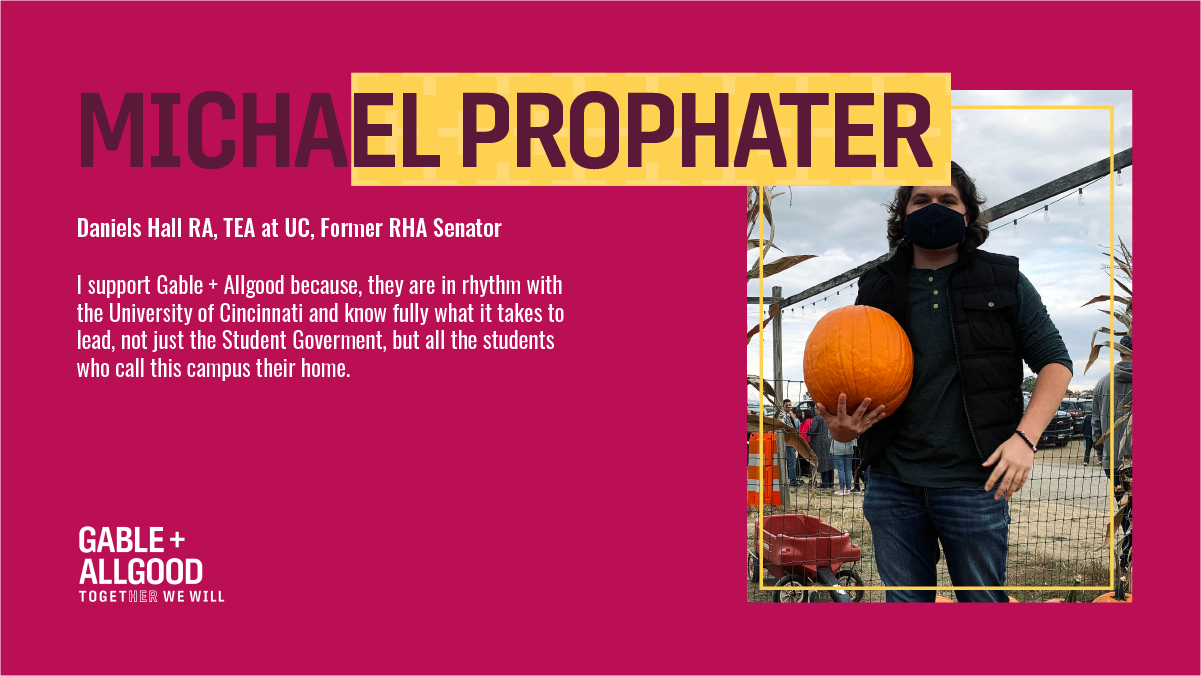 MICHAEL PROPHATER
Daniels Hall RA, TEA at UC, Former RHA Senator
I support Gable + Allgood because, they are in rhythm with
the University of Cincinnati and know fully what it takes to
lead, not just the Student Goverment, but all the students
who call this campus their home.
GABLE +
ALLGOOD
TOGETHER WE WILL